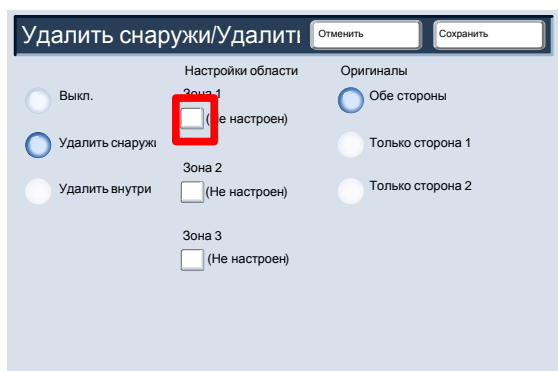 Удалить снаружи/Удалить
Отменить
Сохранить
Настройки области
Оригиналы
Выкл.
Удалить снаружи
Удалить внутри
Зона 1
(Не настроен)
Зона 2
(Не настроен)
Зона 3
(Не настроен)
Обе стороны
Только сторона 1
Только сторона 2